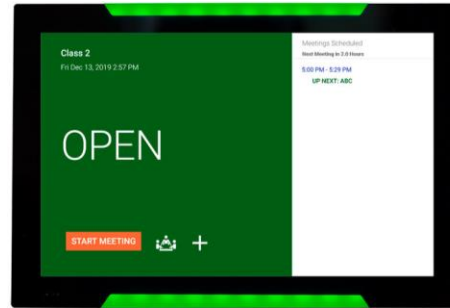 Class 2
Fri Dec 13, 2019 2:57 PM
OPEN
START MEETING
Meetings Scheduled
Next Meeting in 2.0 Hours
5:00 PM - 5:29 PM
UP NEXT: ABC